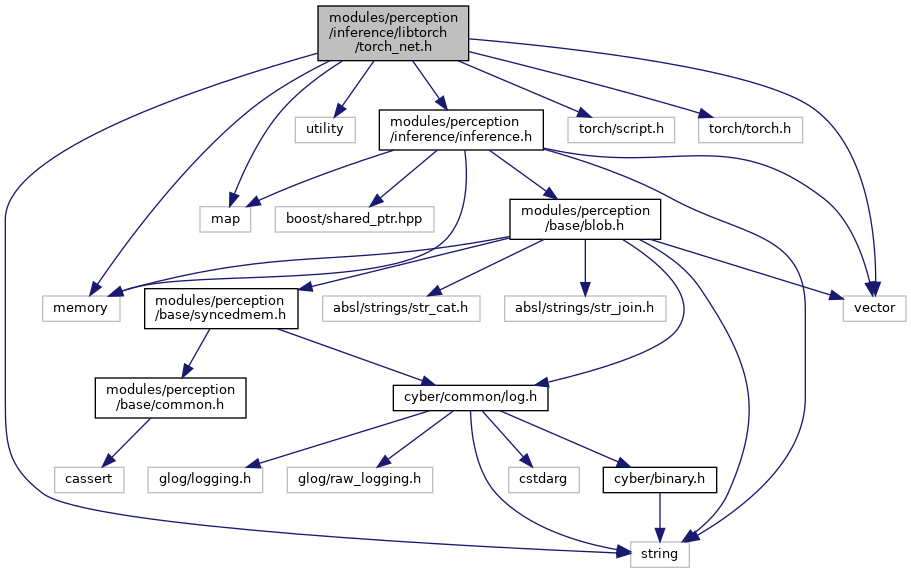 modules/perception
/inference/libtorch
/torch_net.h
utility
modules/perception
/inference/inference.h
torch/script.h
torch/torch.h
map
boost/shared_ptr.hpp
modules/perception
/base/blob.h
memory
modules/perception
/base/syncedmem.h
absl/strings/str_cat.h
absl/strings/str_join.h
vector
modules/perception
/base/common.h
cyber/common/log.h
cassert
glog/logging.h
glog/raw_logging.h
cstdarg
cyber/binary.h
string